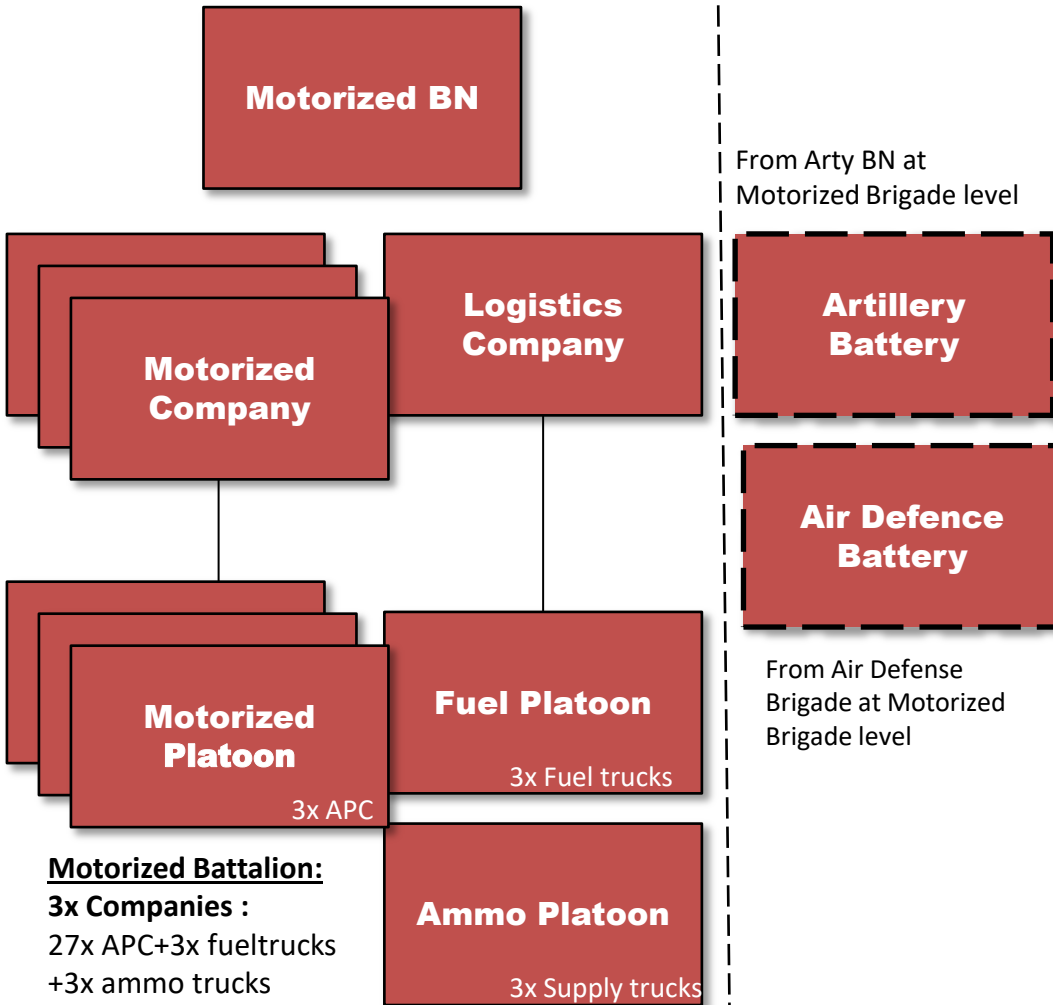 Motorized BN
From Arty BN at
Motorized Brigade level
Motorized
Company
Logistics
Company
Artillery
Battery
Air Defence
Battery
From Air Defense
Brigade at Motorized
Brigade level
Motorized
Platoon
3x APC
Fuel Platoon
3x Fuel trucks
Ammo Platoon
3x Supply trucks
Motorized Battalion:
3x Companies :
27x APC+3x fueltrucks
+3x ammo trucks